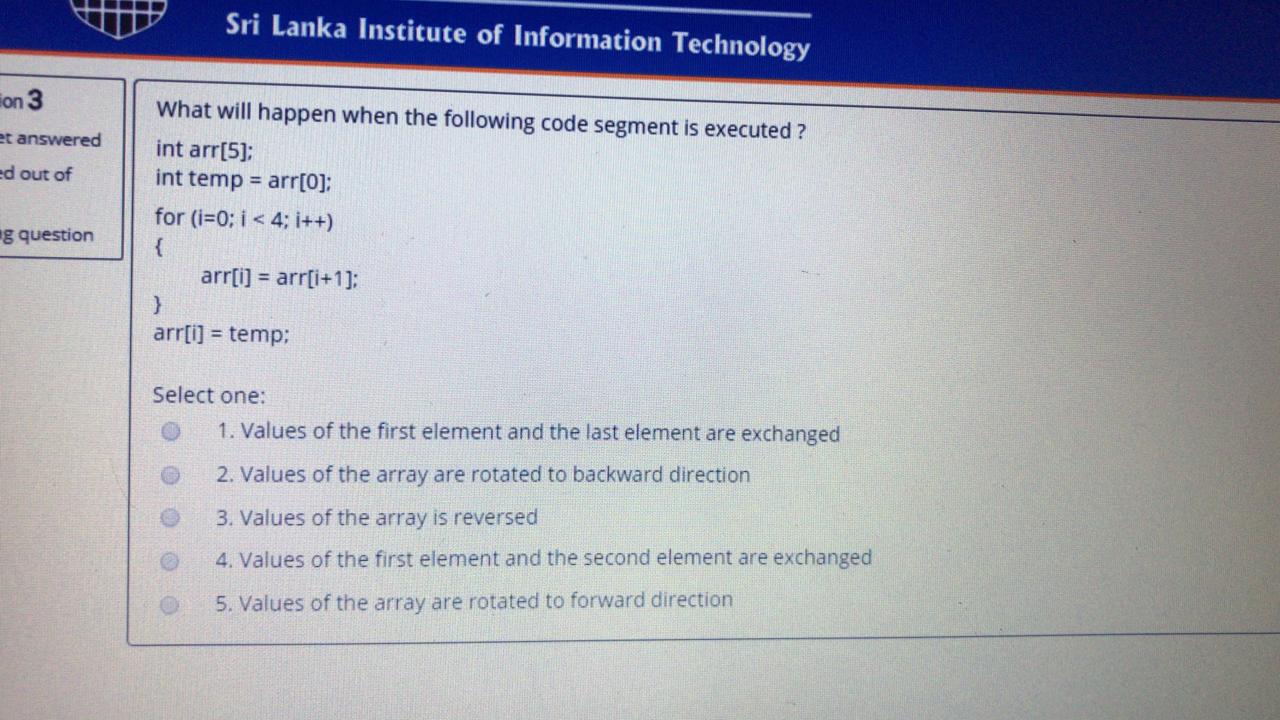 Sri Lanka Institute of Information Technology
ion 3
et answered
ed out of
g question
What will happen when the following code segment is executed ?
int arr[5];
int temp = arr[0];
for (i=0; i < 4; i++)
{
arr[i] = arr[i+1];
}
arr[i] = temp;
Select one:
1. Values of the first element and the last element are exchanged
2. Values of the array are rotated to backward direction
3. Values of the array is reversed
4. Values of the first element and the second element are exchanged
5. Values of the array are rotated to forward direction